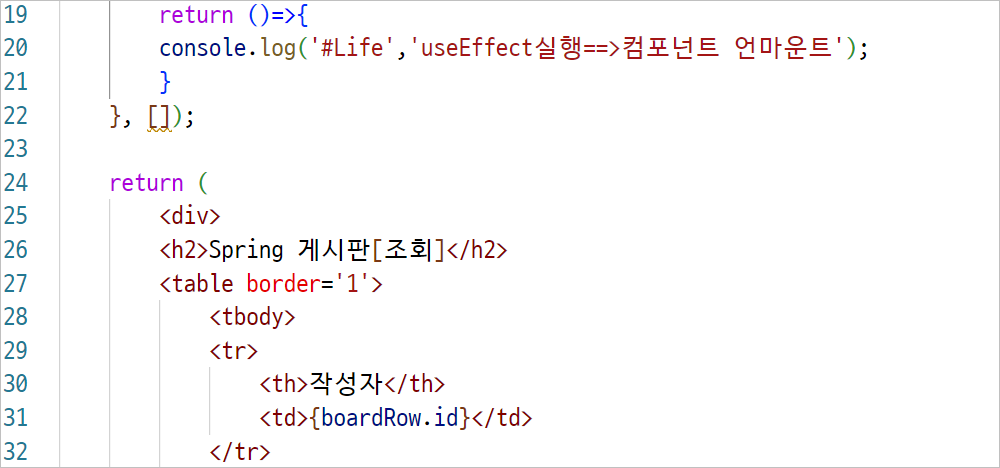 19 return ()=>{
20 console.log('#Life','useEffect실행==>컴포넌트 언마운트');
21 }
22 }, []);
23
24 return (
25 <div>
26 <h2>Spring 게시판[조회]</h2>
27 <table border='1'>
28 <tbody>
29 <tr>
30 <th>작성자</th>
31 <td>{boardRow.id}</td>
32 </tr>